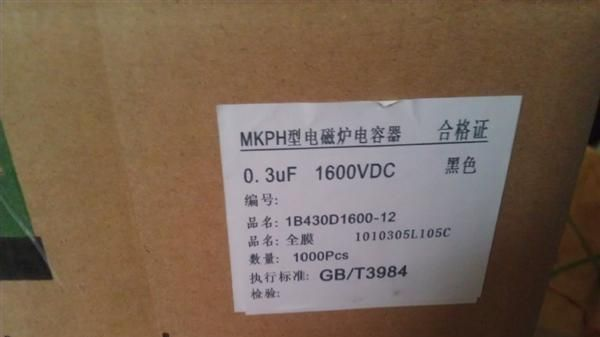 MKPH型电磁炉电容器 合格证
0.3uF 1600VDC 黑色
编号:
品名: 1B430D1600-12
品名: 全膜 1010305L105C
数量: 1000Pcs
执行标准: GB/T3984
检验: